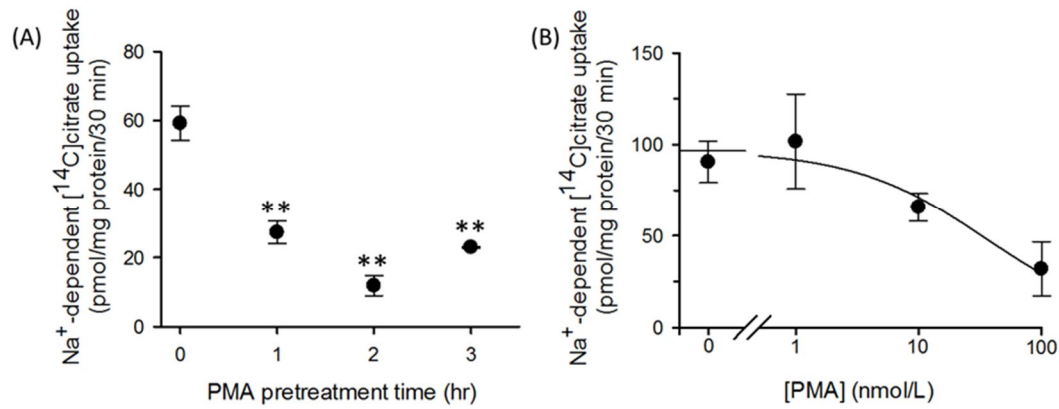 (A)
Na+-dependent [14C]citrate uptake
(pmol/mg protein/30 min)
80
60
40
20
0
**
**
**
0 1 2 3
PMA pretreatment time (hr)
(B)
Na+-dependent [14C]citrate uptake
(pmol/mg protein/30 min)
150
100
50
0
0 1 10 100
[PMA] (nmol/L)